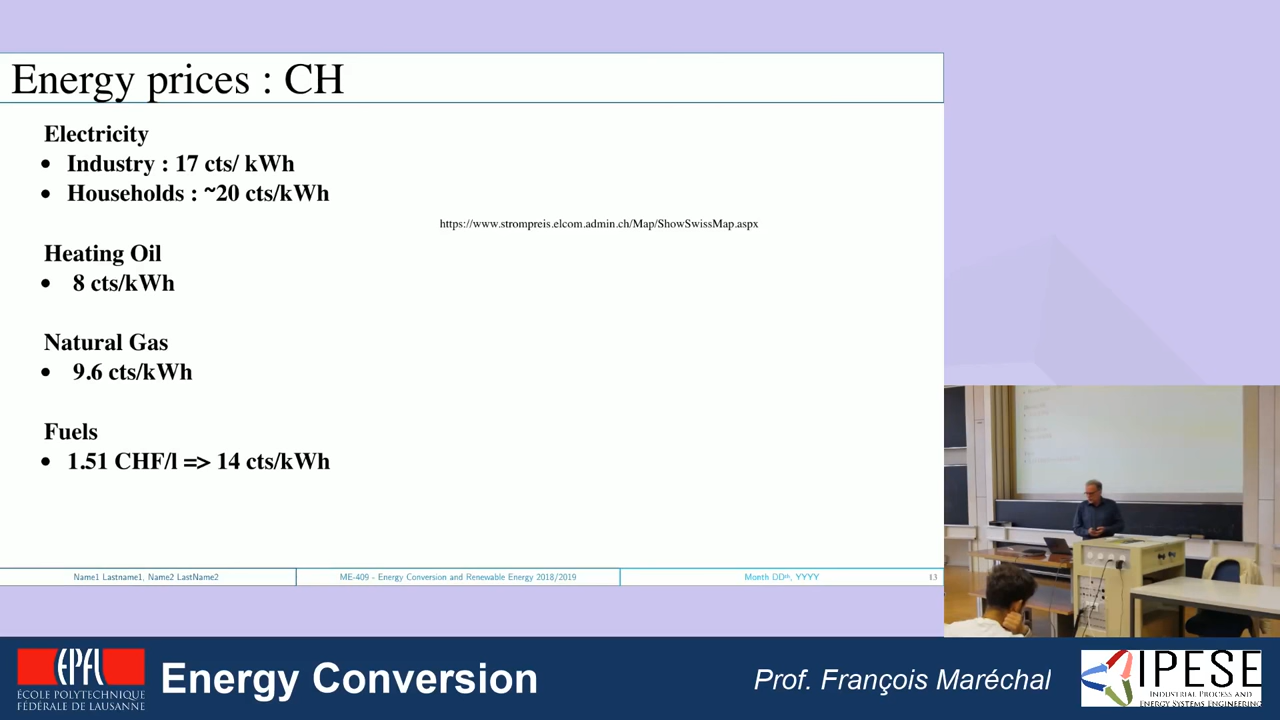 Energy prices : CH
Electricity
• Industry : 17 cts/ kWh
• Households : ~20 cts/kWh
https://www.strompreis.elcom.admin.ch/Map/ShowSwissMap.aspx
Heating Oil
• 8 cts/kWh
Natural Gas
• 9.6 cts/kWh
Fuels
• 1.51 CHF/l => 14 cts/kWh
Name1 Lastname1, Name2 LastName2
ME-409 - Energy Conversion and Renewable Energy 2018/2019
Month DDth, YYYY
13
EPFL
ÉCOLE POLYTECHNIQUE
FÉDÉRALE DE LAUSANNE
Energy Conversion
Prof. François Maréchal
IPESE
Industrial Process and
Energy Systems Engineering